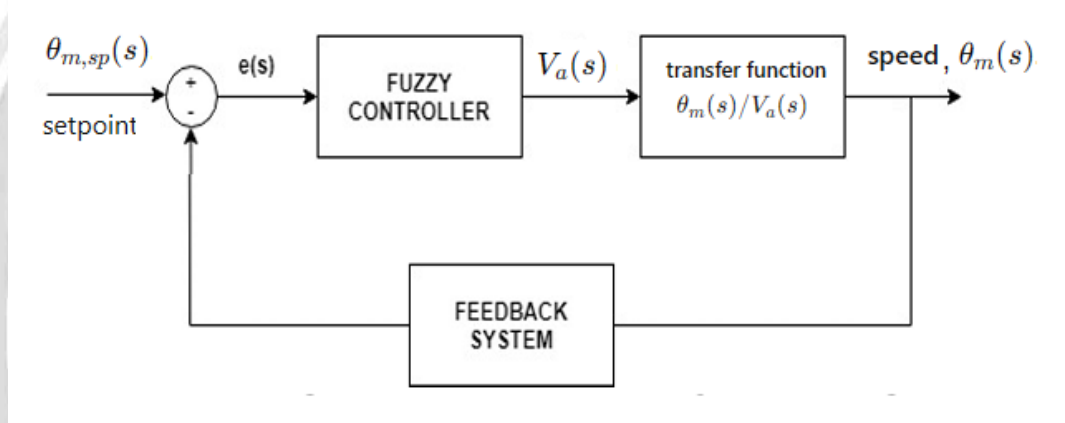 θm,sp(s)
setpoint
+
-
e(s)
FUZZY
CONTROLLER
Va(s)
transfer function
θm(s)/Va(s)
speed, θm(s)
FEEDBACK
SYSTEM